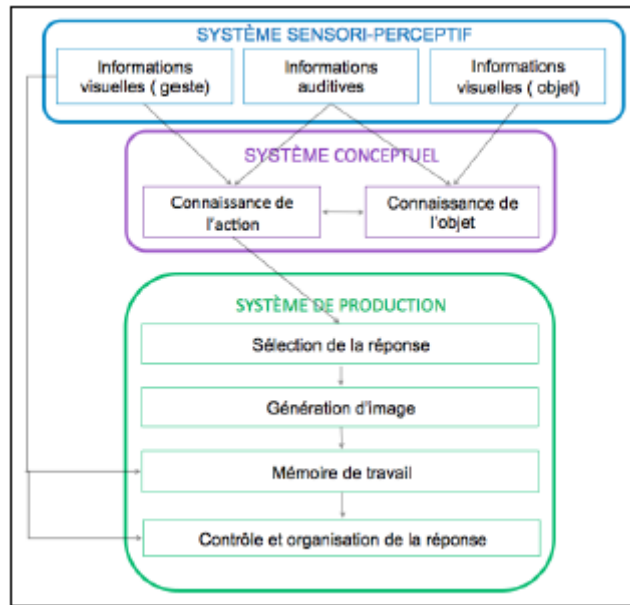 SYSTÈME SENSORI-PERCEPTIF
Informations
visuelles ( geste)
Informations
auditives
Informations
visuelles ( objet)
SYSTÈME CONCEPTUEL
Connaissance de
l'action
Connaissance de
l'objet
SYSTÈME DE PRODUCTION
Sélection de la réponse
Génération d'image
Mémoire de travail
Contrôle et organisation de la réponse